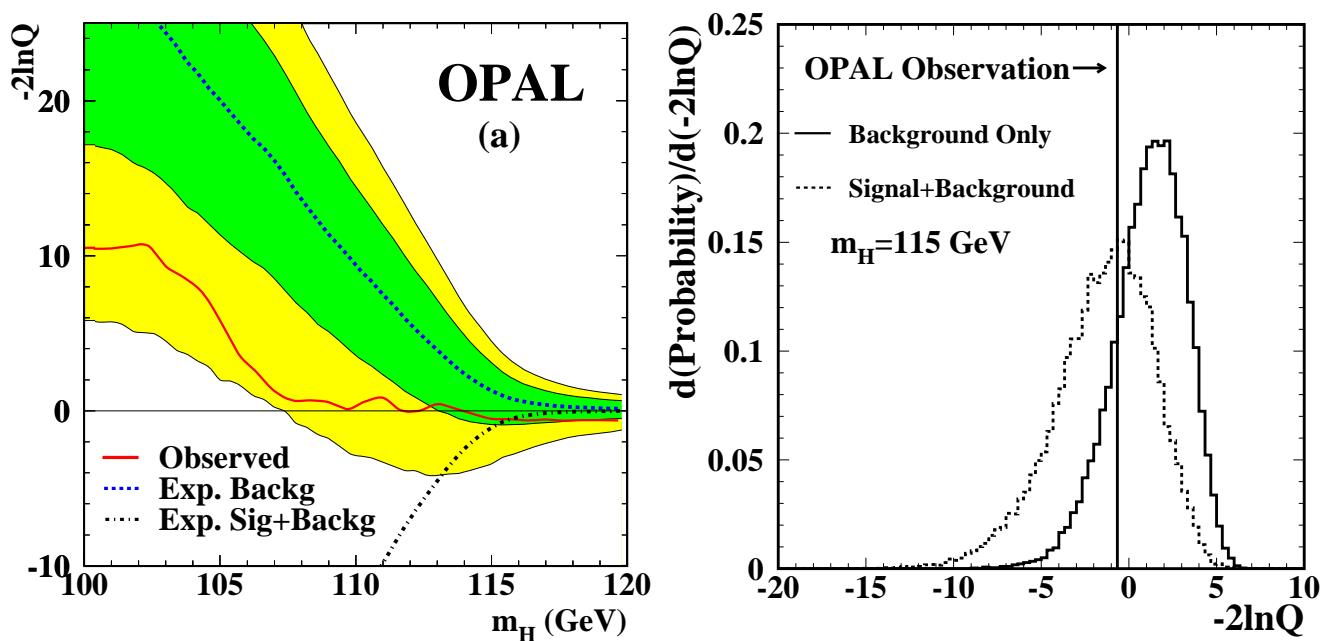 -2lnQ
20
10
0
-10
100
105
110
115
120
m_H (GeV)
OPAL
(a)
Observed
Exp. Backg
Exp. Sig+Backg
d(Probability)/d(-2lnQ)
0.25
0.2
0.15
0.1
0.05
0
-20
-15
-10
-5
0
5
10
-2lnQ
OPAL Observation→
Background Only
Signal+Background
m_H=115 GeV